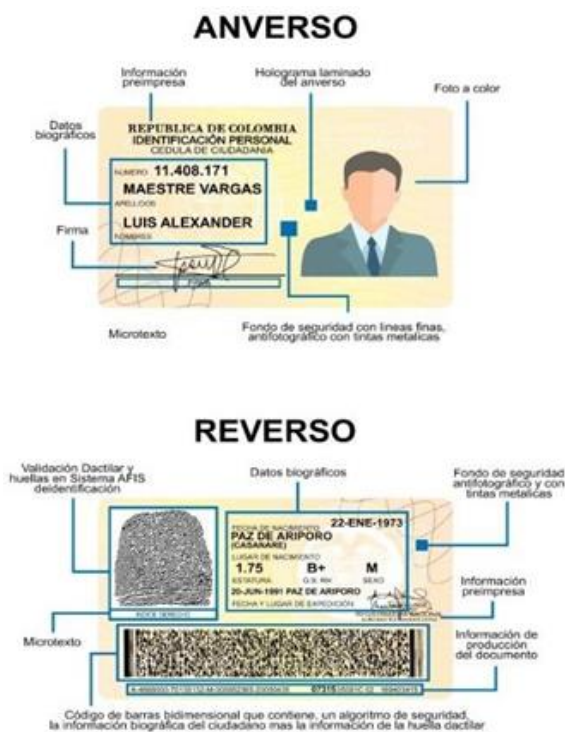 ANVERSO
Información
preimpresa
Holograma laminado
del anverso
Foto a color
Datos
biográficos
REPUBLICA DE COLOMBIA
IDENTIFICACIÓN PERSONAL
CEDULA DE CIUDADANIA
NUMERO 11.408.171
MAESTRE VARGAS
APELLIDOS
LUIS ALEXANDER
NOMBRES
Firma
FIRMA
Microtexto
Fondo de seguridad con lineas finas,
antifotográfico con tintas metalicas
REVERSO
Validación Dactilar y
huellas en Sistema AFIS
deidentificación
Datos biográficos
Fondo de seguridad
antifotográfico y con
tintas metalicas
FECHA DE NACIMIENTO 22-ENE-1973
PAZ DE ARIPORO
(CASANARE)
LUGAR DE NACIMIENTO
1.75 B+ M
ESTATURA G.S. RH SEXO
20-JUN-1991 PAZ DE ARIPORO
FECHA Y LUGAR DE EXPEDICIÓN
INDICE DERECHO
Información
preimpresa
Microtexto
Información de
producción
del documento
Código de barras bidimensional que contiene, un algoritmo de seguridad,
la información biográfica del ciudadano mas la información de la huella dactilar